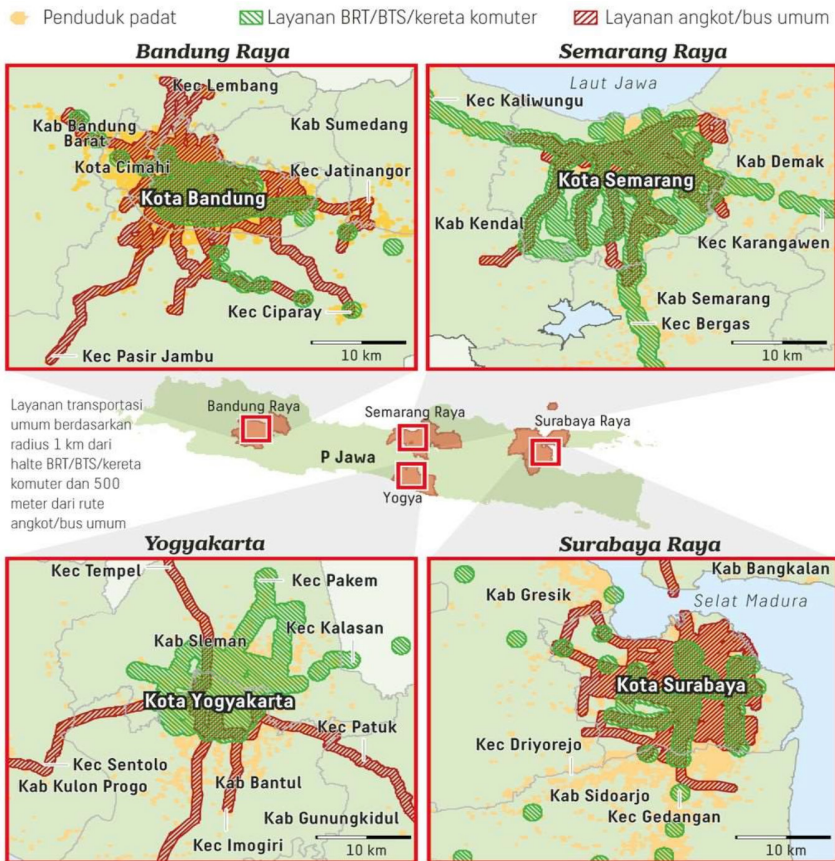 Penduduk padat
Layanan BRT/BTS/kereta komuter
Layanan angkot/bus umum
Bandung Raya
Kec Lembang
Kab Bandung
Barat
Kab Sumedang
Kota Cimahi
Kec Jatinangor
Kota Bandung
Kec Ciparay
10 km
Kec Pasir Jambu
Semarang Raya
Laut Jawa
Kec Kaliwungu
Kab Demak
Kota Semarang
Kab Kendal
Kec Karangawen
Kab Semarang
Kec Bergas
10 km
Layanan transportasi
umum berdasarkan
radius 1 km dari
halte BRT/BTS/kereta
komuter dan 500
meter dari rute
angkot/bus umum
Bandung Raya
Semarang Raya
Surabaya Raya
P Jawa
Yogya
Yogyakarta
Kec Tempel
Kec Pakem
Kec Kalasan
Kab Sleman
Kota Yogyakarta
Kec Patuk
Kec Sentolo
Kab Kulon Progo
Kab Bantul
Kab Gunungkidul
Kec Imogiri
10 km
Surabaya Raya
Kab Bangkalan
Kab Gresik
Selat Madura
Kota Surabaya
Kec Driyorejo
Kab Sidoarjo
Kec Gedangan
10 km